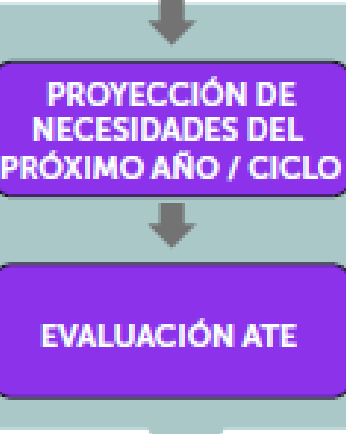 PROYECCIÓN DE
NECESIDADES DEL
PRÓXIMO AÑO / CICLO
EVALUACIÓN ATE